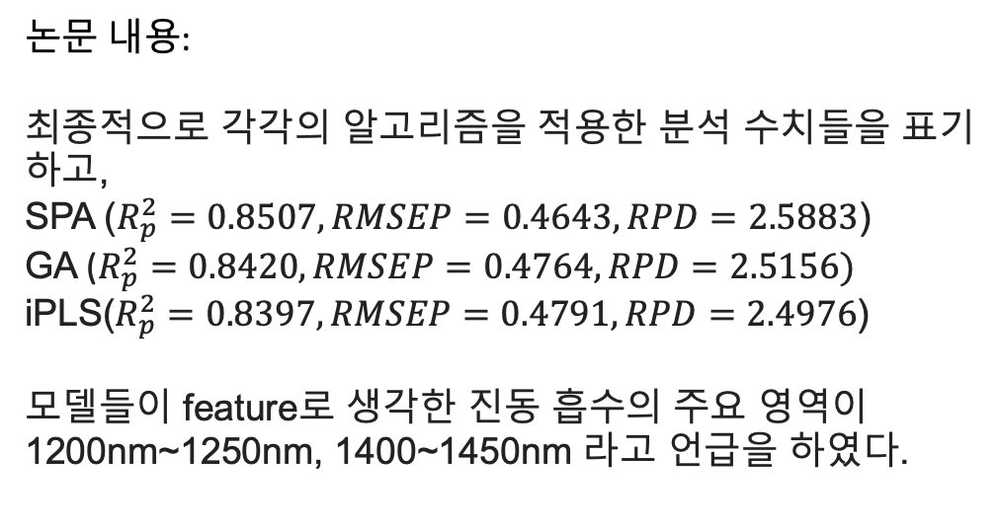 논문 내용:
최종적으로 각각의 알고리즘을 적용한 분석 수치들을 표기
하고,
SPA ($R_p^2 = 0.8507, RMSEP = 0.4643, RPD = 2.5883$)
GA ($R_p^2 = 0.8420, RMSEP = 0.4764, RPD = 2.5156$)
iPLS($R_p^2 = 0.8397, RMSEP = 0.4791, RPD = 2.4976$)
모델들이 feature로 생각한 진동 흡수의 주요 영역이
1200nm~1250nm, 1400~1450nm 라고 언급을 하였다.